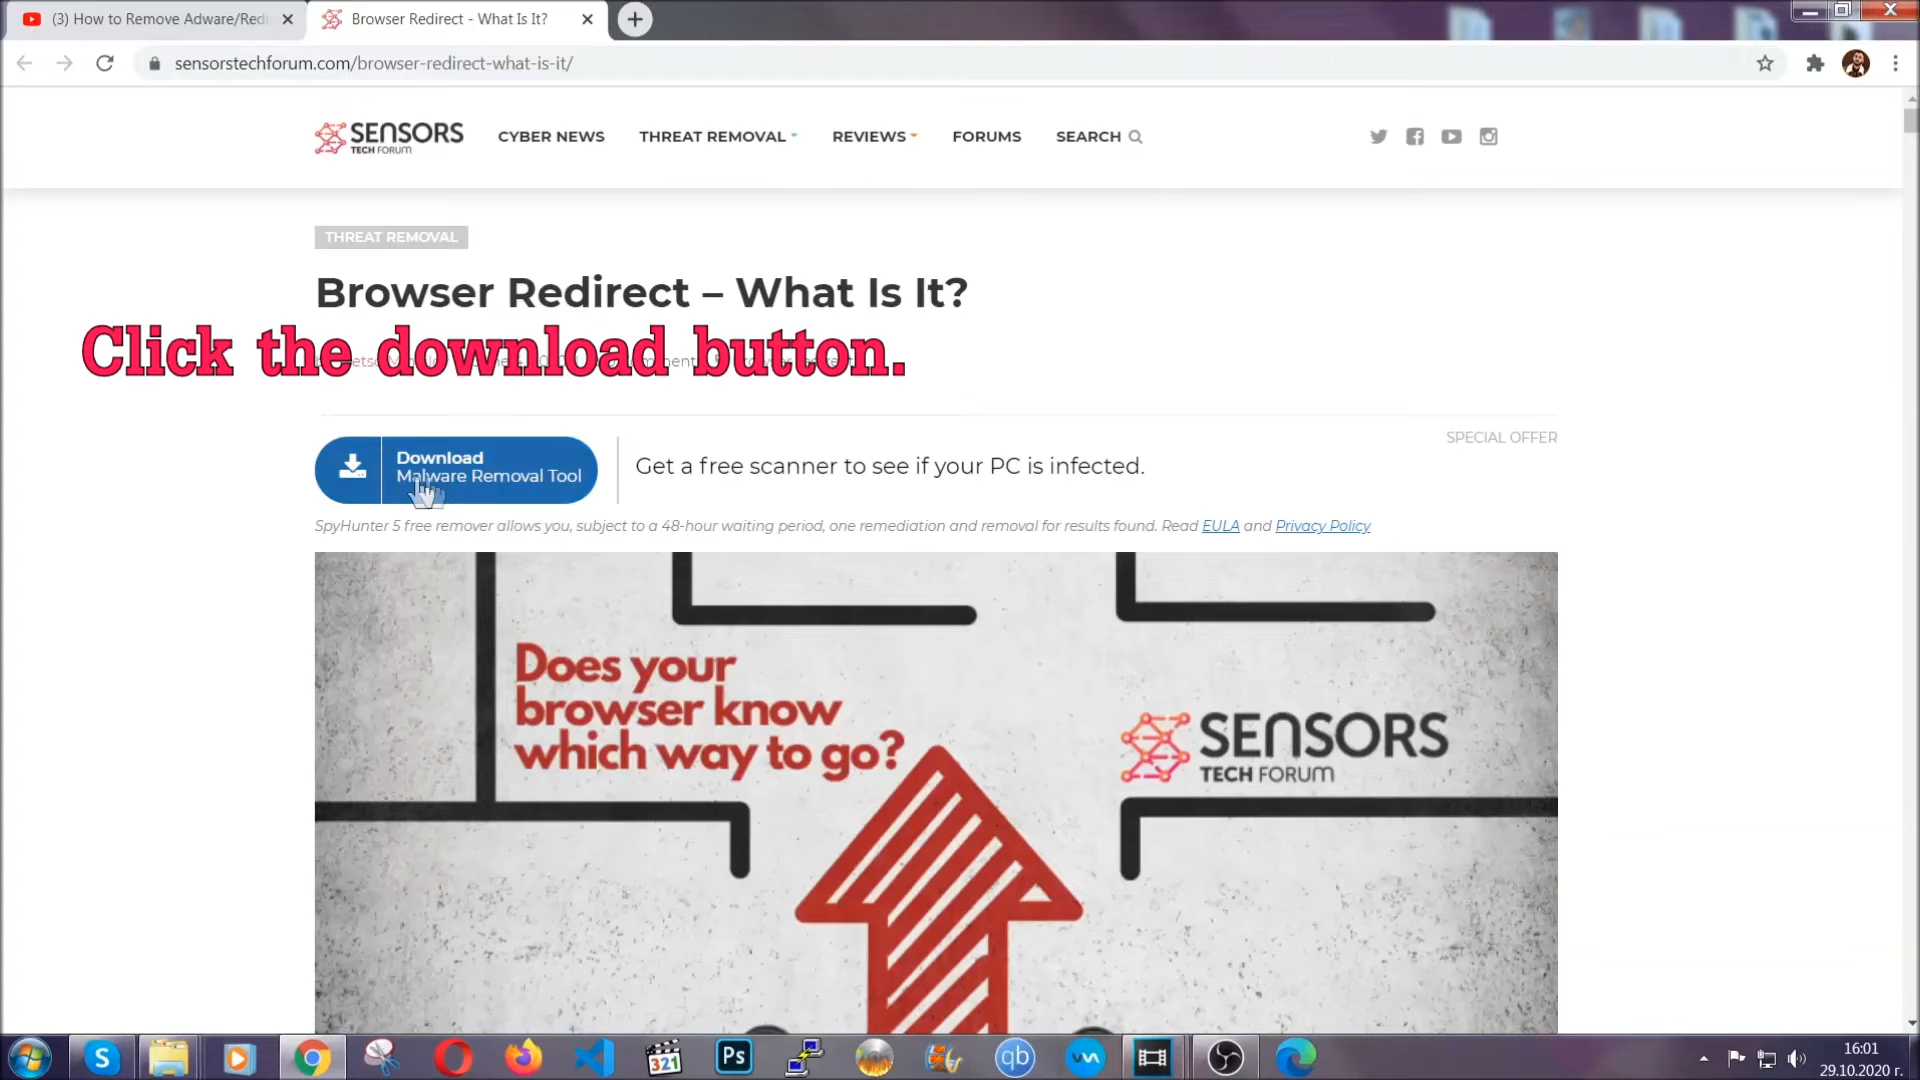 (3) How to Remove Adware/Redi
Browser Redirect - What Is It?
sensorstechforum.com/browser-redirect-what-is-it/
SENSORS
TECH FORUM
CYBER NEWS
THREAT REMOVAL
REVIEWS
FORUMS
SEARCH
THREAT REMOVAL
Browser Redirect – What Is It?
Click the download button.
SPECIAL OFFER
Download
Malware Removal Tool
Get a free scanner to see if your PC is infected.
SpyHunter 5 free remover allows you, subject to a 48-hour waiting period, one remediation and removal for results found. Read EULA and Privacy Policy
Does your
browser know
which way to go?
SENSORS
TECH FORUM
S
321
Ps
qb
16:01
29.10.2020 г.